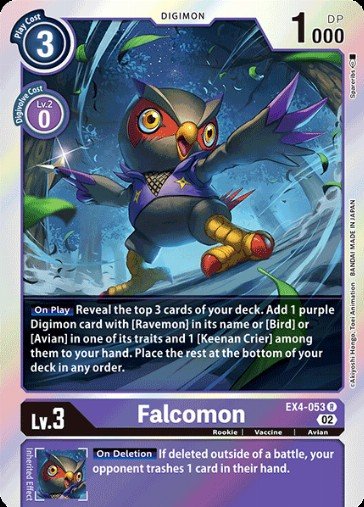 DIGIMON
Play Cost
3
1000
DP
Digivolve Cost
Lv.2
0
Spareribs
©Akiyoshi Hongo, Toei Animation BANDAI MADE IN JAPAN
On Play Reveal the top 3 cards of your deck. Add 1 purple
Digimon card with [Ravemon] in its name or [Bird] or
[Avian] in one of its traits and 1 [Keenan Crier] among
them to your hand. Place the rest at the bottom of your
deck in any order.
Lv.3
Falcomon
EX4-053 R
02
Rookie | Vaccine | Avian
Inherited Effect
On Deletion If deleted outside of a battle, your
opponent trashes 1 card in their hand.